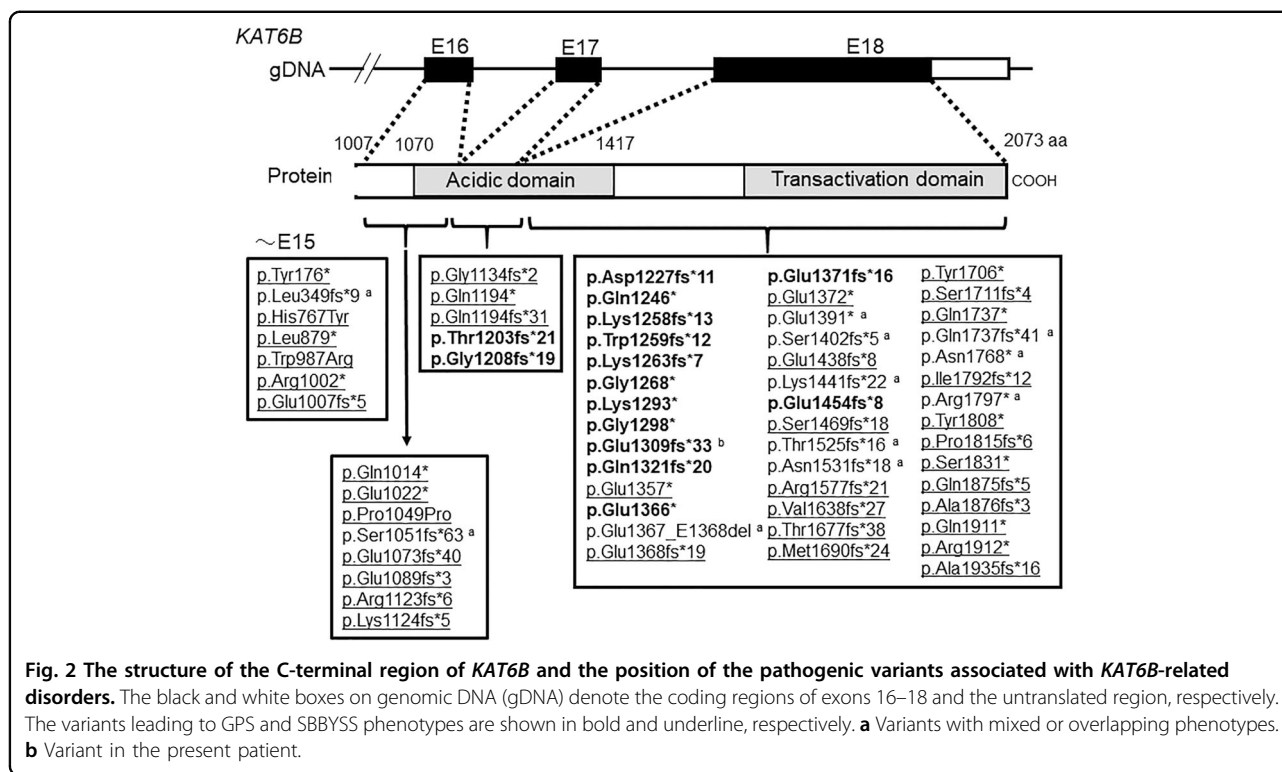 KAT6B
gDNA
E16
E17
E18
1007
1070
1417
2073 aa
Protein
Acidic domain
Transactivation domain
COOH
～E15
p.Tyr176*
p.Leu349fs*9 a
p.His767Tyr
p.Leu879*
p.Trp987Arg
p.Arg1002*
p.Glu1007fs*5
p.Gln1014*
p.Glu1022*
p.Pro1049Pro
p.Ser1051fs*63 a
p.Glu1073fs*40
p.Glu1089fs*3
p.Arg1123fs*6
p.Lys1124fs*5
p.Gly1134fs*2
p.Gln1194*
p.Gln1194fs*31
p.Thr1203fs*21
p.Gly1208fs*19
p.Asp1227fs*11
p.Gln1246*
p.Lys1258fs*13
p.Trp1259fs*12
p.Lys1263fs*7
p.Gly1268*
p.Lys1293*
p.Gly1298*
p.Glu1309fs*33 b
p.Gln1321fs*20
p.Glu1357*
p.Glu1366*
p.Glu1367_E1368del a
p.Glu1368fs*19
p.Glu1371fs*16
p.Glu1372*
p.Glu1391* a
p.Ser1402fs*5 a
p.Glu1438fs*8
p.Lys1441fs*22 a
p.Glu1454fs*8
p.Ser1469fs*18
p.Thr1525fs*16 a
p.Asn1531fs*18 a
p.Arg1577fs*21
p.Val1638fs*27
p.Thr1677fs*38
p.Met1690fs*24
p.Tyr1706*
p.Ser1711fs*4
p.Gln1737*
p.Gln1737fs*41 a
p.Asn1768* a
p.Ile1792fs*12
p.Arg1797* a
p.Tyr1808*
p.Pro1815fs*6
p.Ser1831*
p.Gln1875fs*5
p.Ala1876fs*3
p.Gln1911*
p.Arg1912*
p.Ala1935fs*16
Fig. 2 The structure of the C-terminal region of KAT6B and the position of the pathogenic variants associated with KAT6B-related
disorders. The black and white boxes on genomic DNA (gDNA) denote the coding regions of exons 16–18 and the untranslated region, respectively.
The variants leading to GPS and SBBYSS phenotypes are shown in bold and underline, respectively. a Variants with mixed or overlapping phenotypes.
b Variant in the present patient.